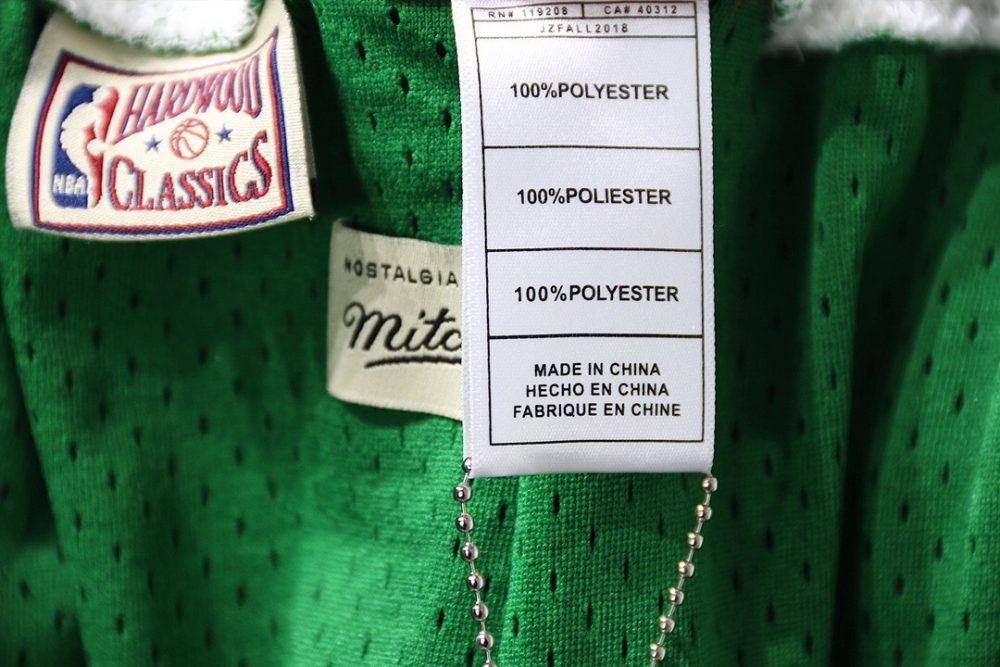 NBA
HARDWOOD
CLASSICS
NOSTALGIA
Mitc
RN# 119208 CA# 40312
JZFALL2018
100%POLYESTER
100%POLIESTER
100%POLYESTER
MADE IN CHINA
HECHO EN CHINA
FABRIQUE EN CHINE